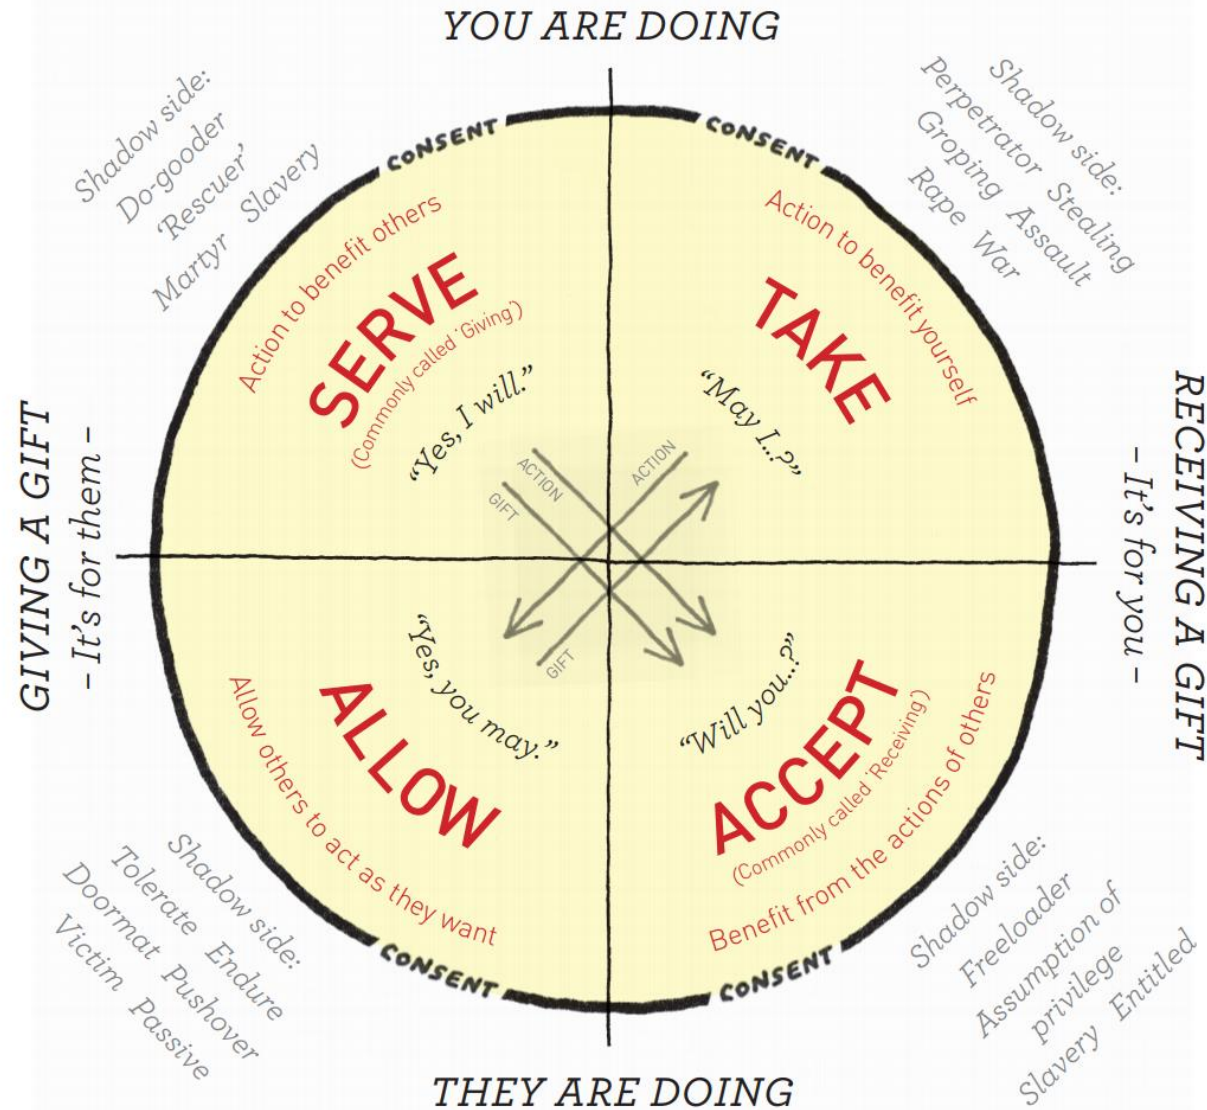 YOU ARE DOING
Shadow side:
Do-gooder
‘Rescuer’
Martyr Slavery
CONSENT
CONSENT
Shadow side:
Perpetrator Stealing
Groping Assault
Rape War
Action to benefit others
SERVE
(Commonly called ‘Giving’)
“Yes, I will.”
Action to benefit yourself
TAKE
“May I...?”
GIVING A GIFT
– It’s for them –
ACTION
GIFT
ACTION
GIFT
RECEIVING A GIFT
– It’s for you –
“Yes, you may.”
ALLOW
Allow others to act as they want
“Will you...?”
ACCEPT
(Commonly called ‘Receiving’)
Benefit from the actions of others
CONSENT
CONSENT
Shadow side:
Tolerate Endure
Doormat Pushover
Victim Passive
Shadow side:
Freeloader
Assumption of
privilege
Slavery Entitled
THEY ARE DOING